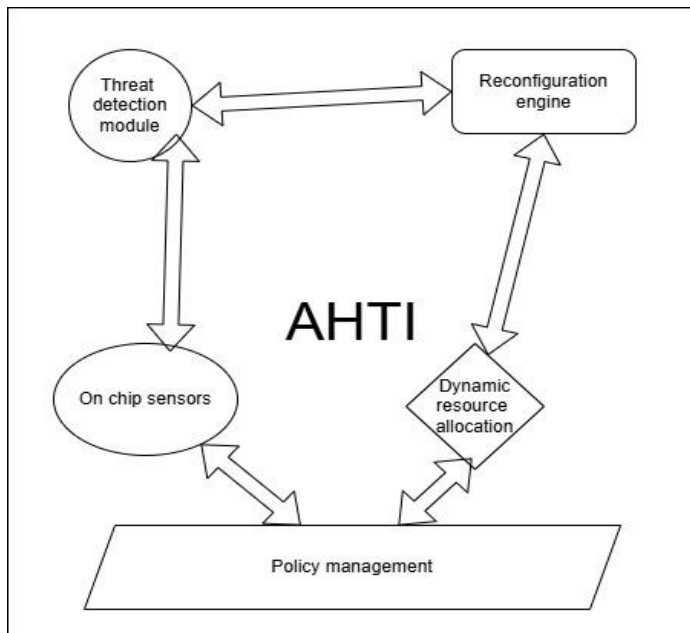 Threat
detection
module
Reconfiguration
engine
AHTI
On chip sensors
Dynamic
resource
allocation
Policy management